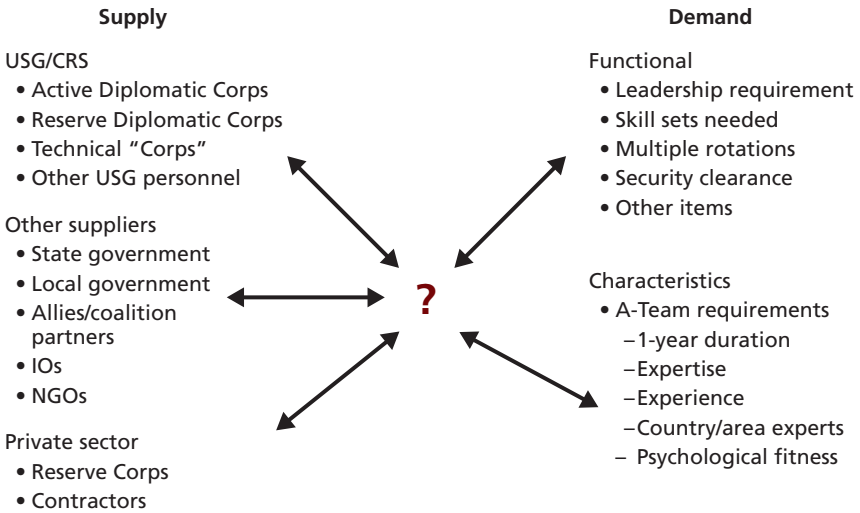 Supply
USG/CRS
• Active Diplomatic Corps
• Reserve Diplomatic Corps
• Technical “Corps”
• Other USG personnel
Other suppliers
• State government
• Local government
• Allies/coalition
partners
• IOs
• NGOs
Private sector
• Reserve Corps
• Contractors
?
Demand
Functional
• Leadership requirement
• Skill sets needed
• Multiple rotations
• Security clearance
• Other items
Characteristics
• A-Team requirements
–1-year duration
–Expertise
–Experience
–Country/area experts
– Psychological fitness